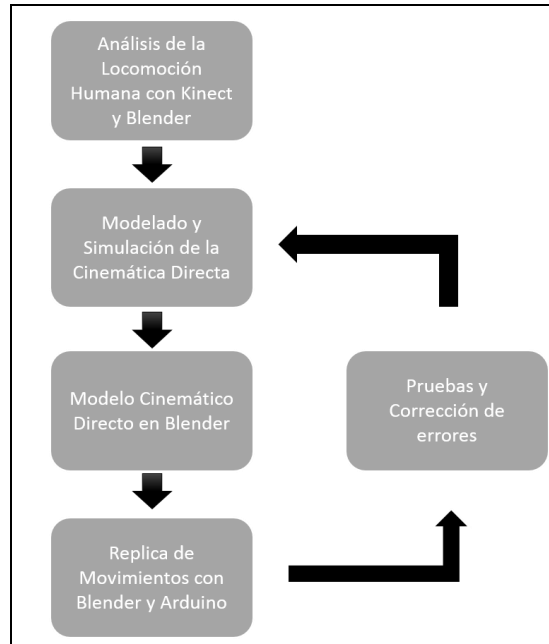 Análisis de la
Locomoción
Humana con Kinect
y Blender
Modelado y
Simulación de la
Cinemática Directa
Modelo Cinemático
Directo en Blender
Pruebas y
Corrección de
errores
Replica de
Movimientos con
Blender y Arduino